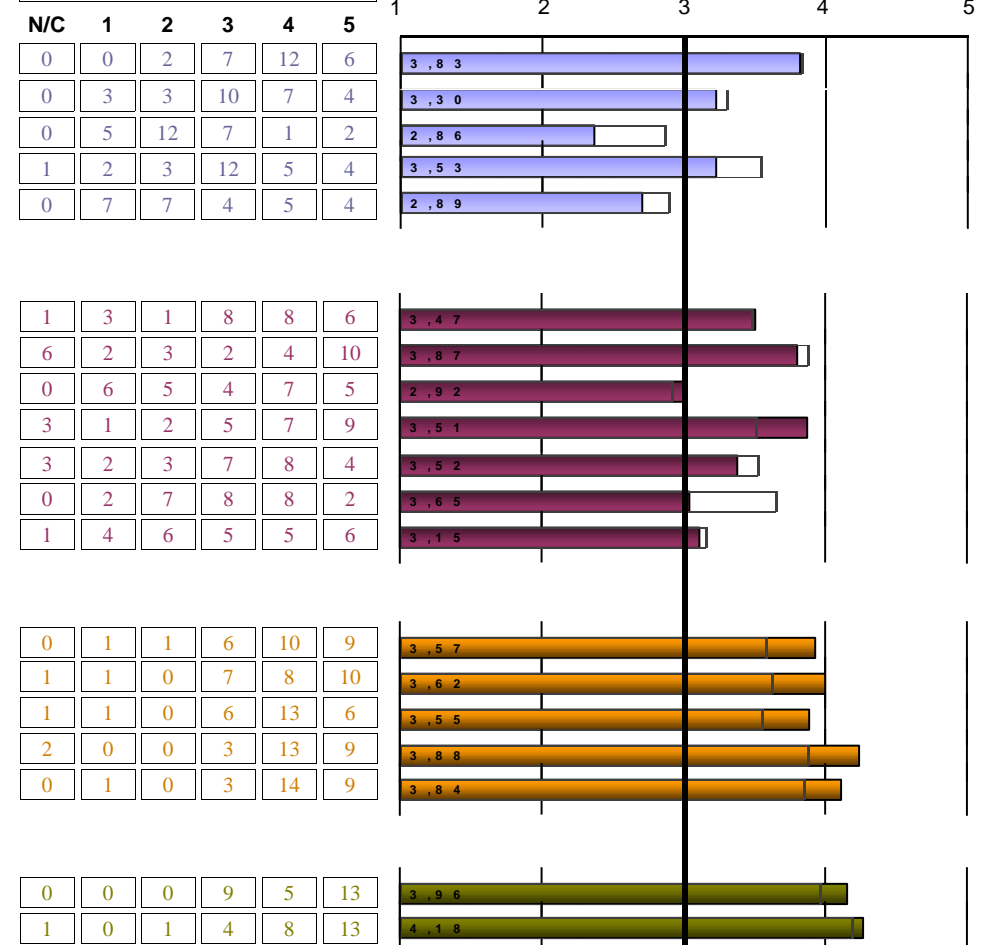 1 2 3 4 5
N/C 1 2 3 4 5
0 0 2 7 12 6 3,83
0 3 3 10 7 4 3,30
0 5 12 7 1 2 2,86
1 2 3 12 5 4 3,53
0 7 7 4 5 4 2,89
1 3 1 8 8 6 3,47
6 2 3 2 4 10 3,87
0 6 5 4 7 5 2,92
3 1 2 5 7 9 3,51
3 2 3 7 8 4 3,52
0 2 7 8 8 2 3,65
1 4 6 5 5 6 3,15
0 1 1 6 10 9 3,57
1 1 0 7 8 10 3,62
1 1 0 6 13 6 3,55
2 0 0 3 13 9 3,88
0 1 0 3 14 9 3,84
0 0 0 9 5 13 3,96
1 0 1 4 8 13 4,18